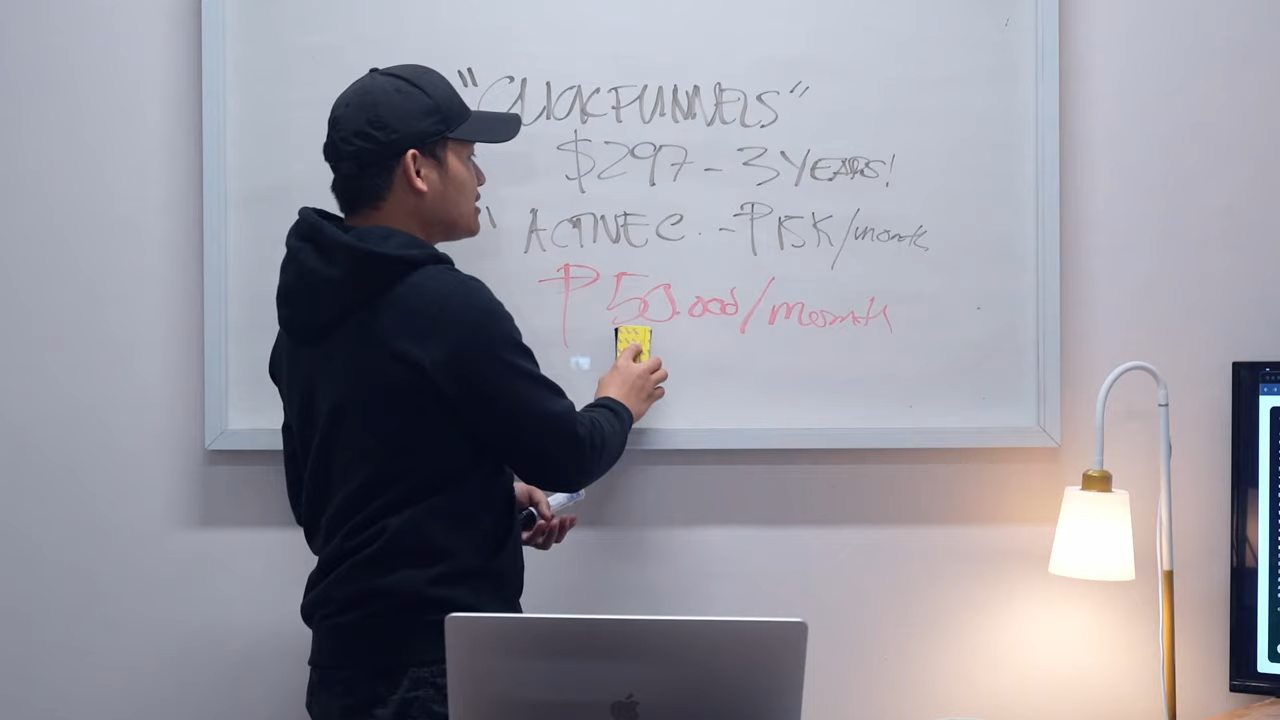 "CLICKFUNNELS"
$297 - 3 YEARS!
" ACTIVE C. - ₱15K/month
₱50.000/month